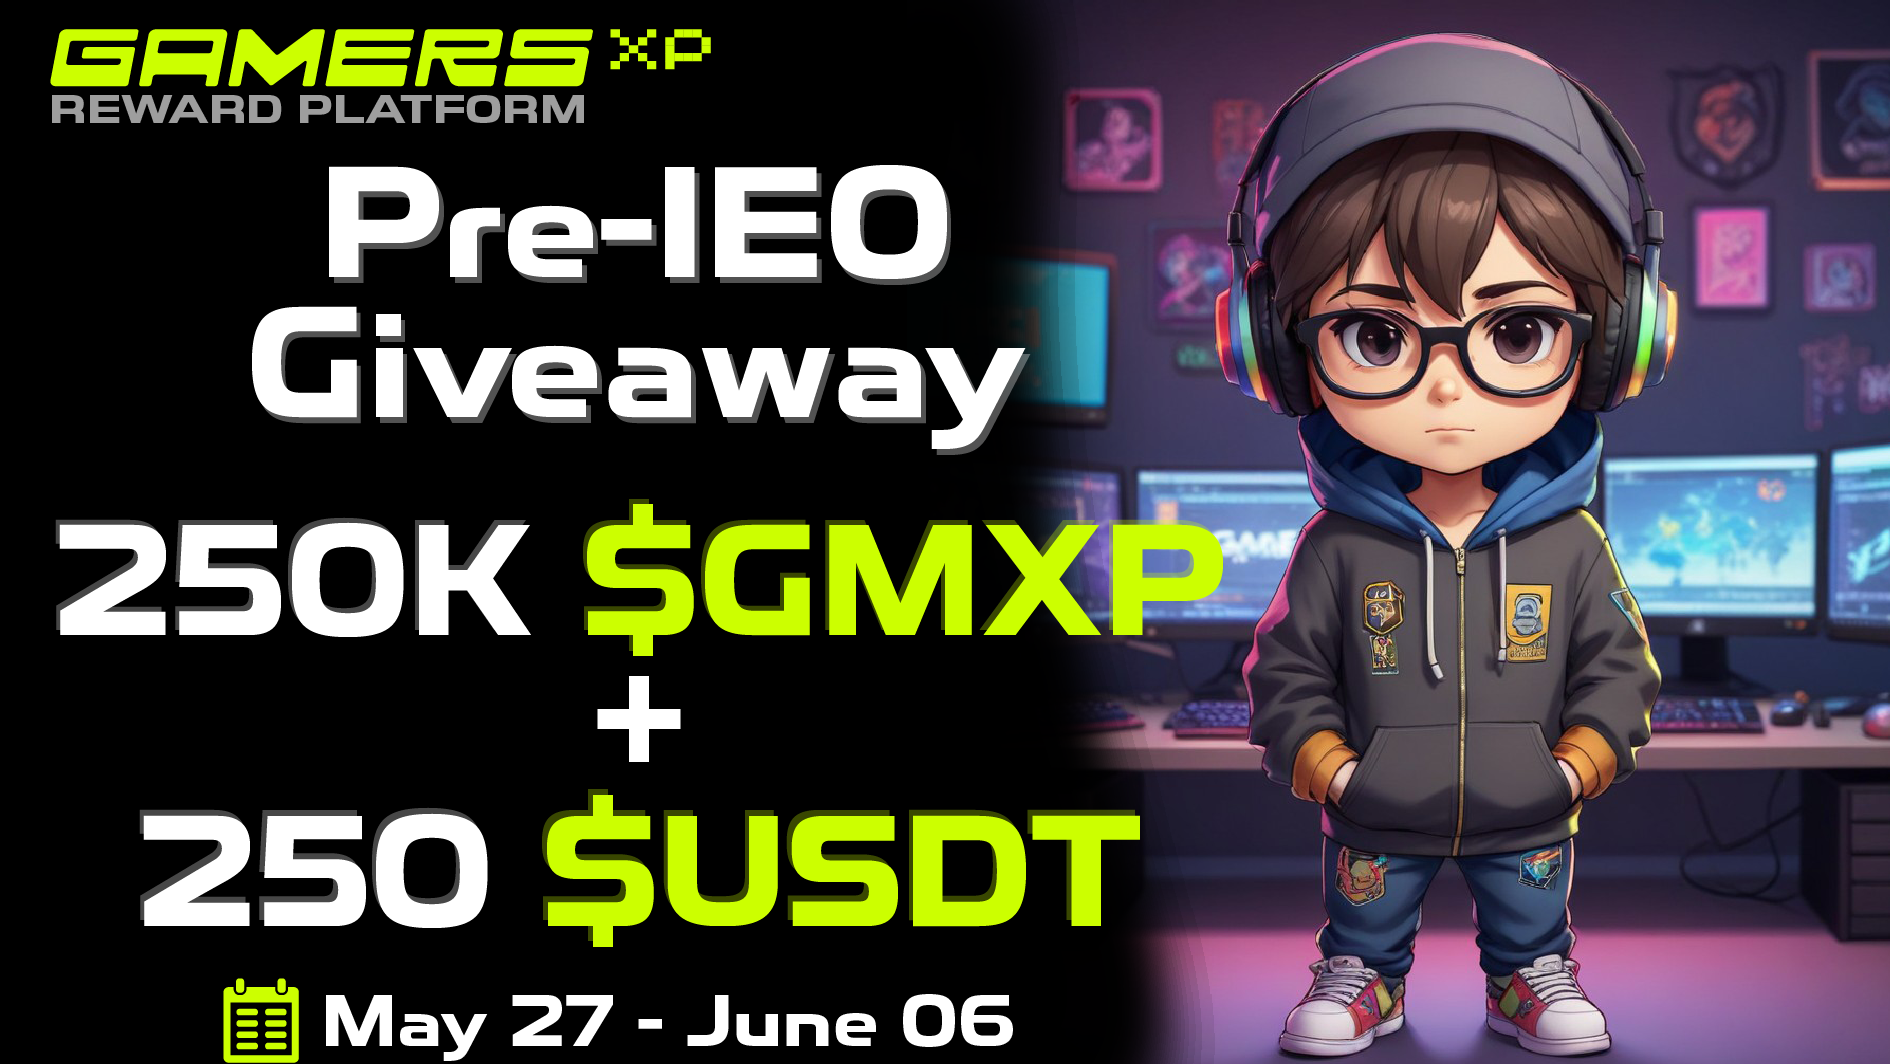 GAMERS XP
REWARD PLATFORM
Pre-IEO
Giveaway
250K $GMXP
+
250 $USDT
May 27 - June 06